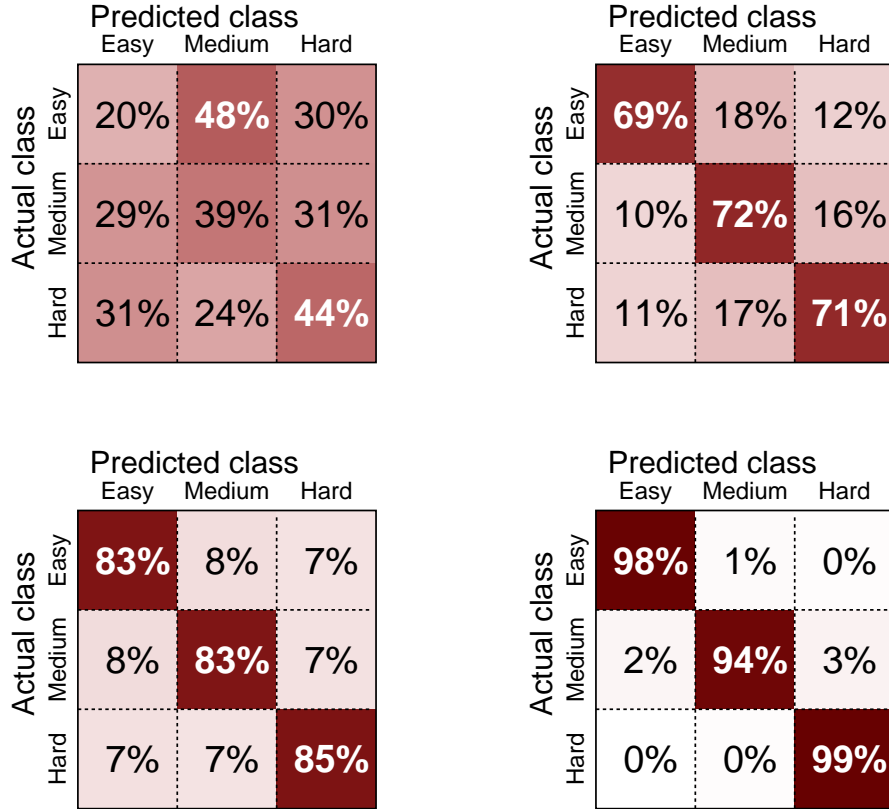 Predicted class
Easy Medium Hard
Actual class
Easy 20% 48% 30%
Medium 29% 39% 31%
Hard 31% 24% 44%
Predicted class
Easy Medium Hard
Actual class
Easy 69% 18% 12%
Medium 10% 72% 16%
Hard 11% 17% 71%
Predicted class
Easy Medium Hard
Actual class
Easy 83% 8% 7%
Medium 8% 83% 7%
Hard 7% 7% 85%
Predicted class
Easy Medium Hard
Actual class
Easy 98% 1% 0%
Medium 2% 94% 3%
Hard 0% 0% 99%